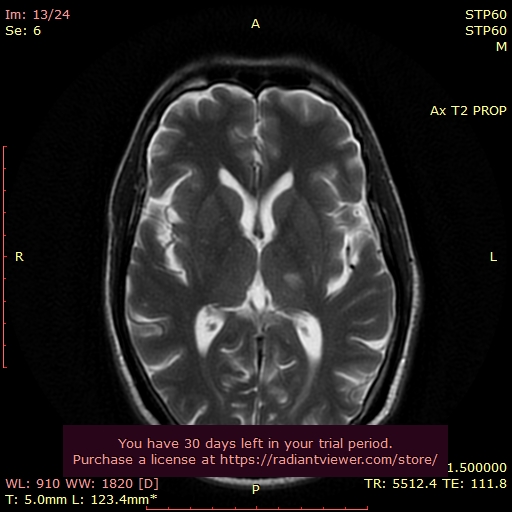 Im: 13/24
Se: 6
A
STP60
STP60
M
Ax T2 PROP
R
L
You have 30 days left in your trial period.
Purchase a license at https://radiantviewer.com/store/
1.500000
WL: 910 WW: 1820 [D]
TR: 5512.4 TE: 111.8
T: 5.0mm L: 123.4mm*
P